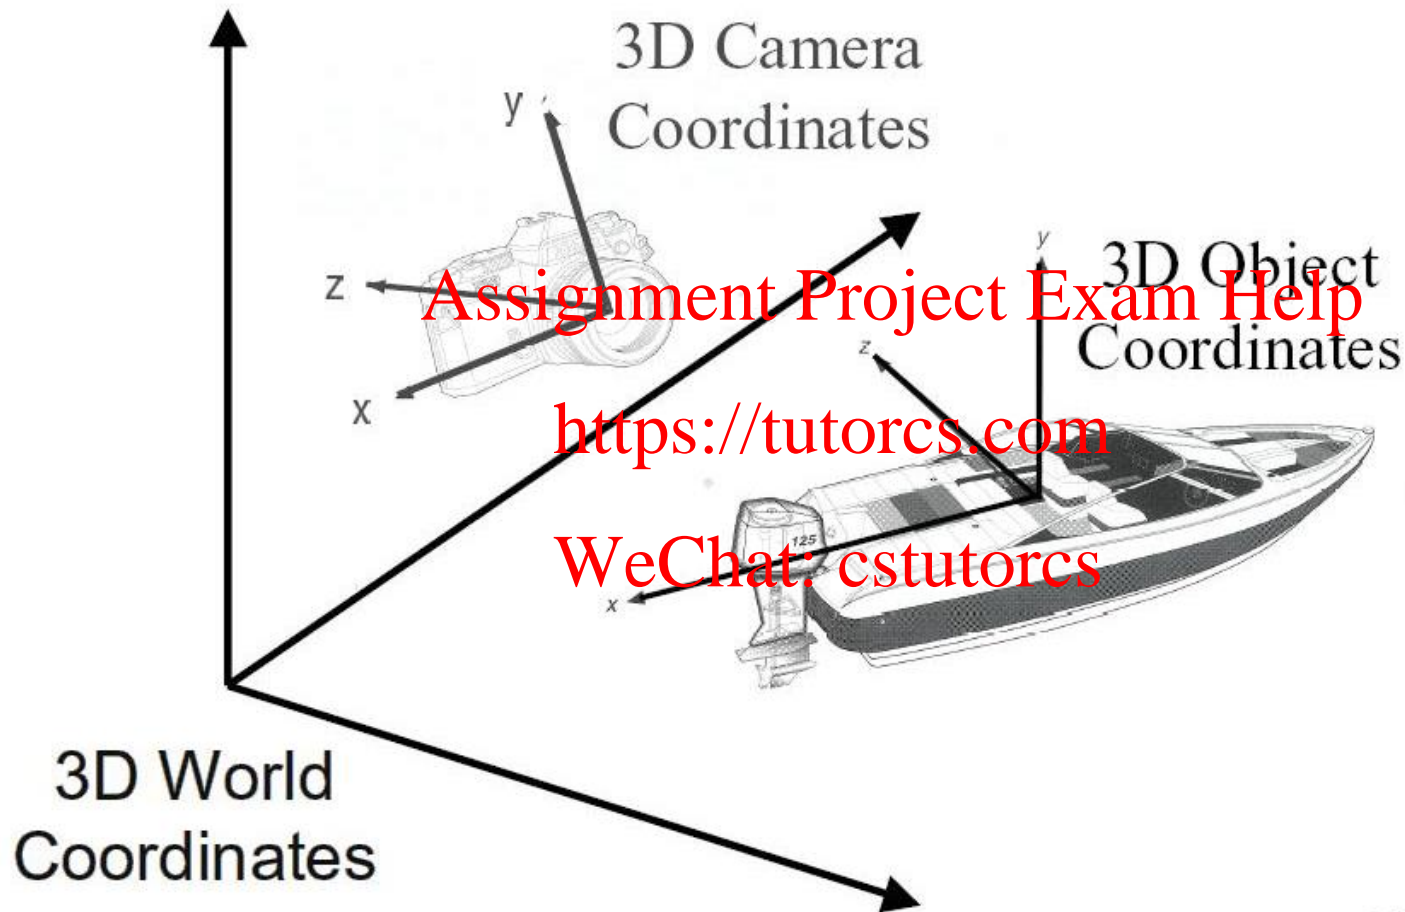 3D Camera
Coordinates
y
z
x
3D Object
Coordinates
y
z
x
125
Assignment Project Exam Help
https://tutorcs.com
WeChat: cstutorcs
3D World
Coordinates